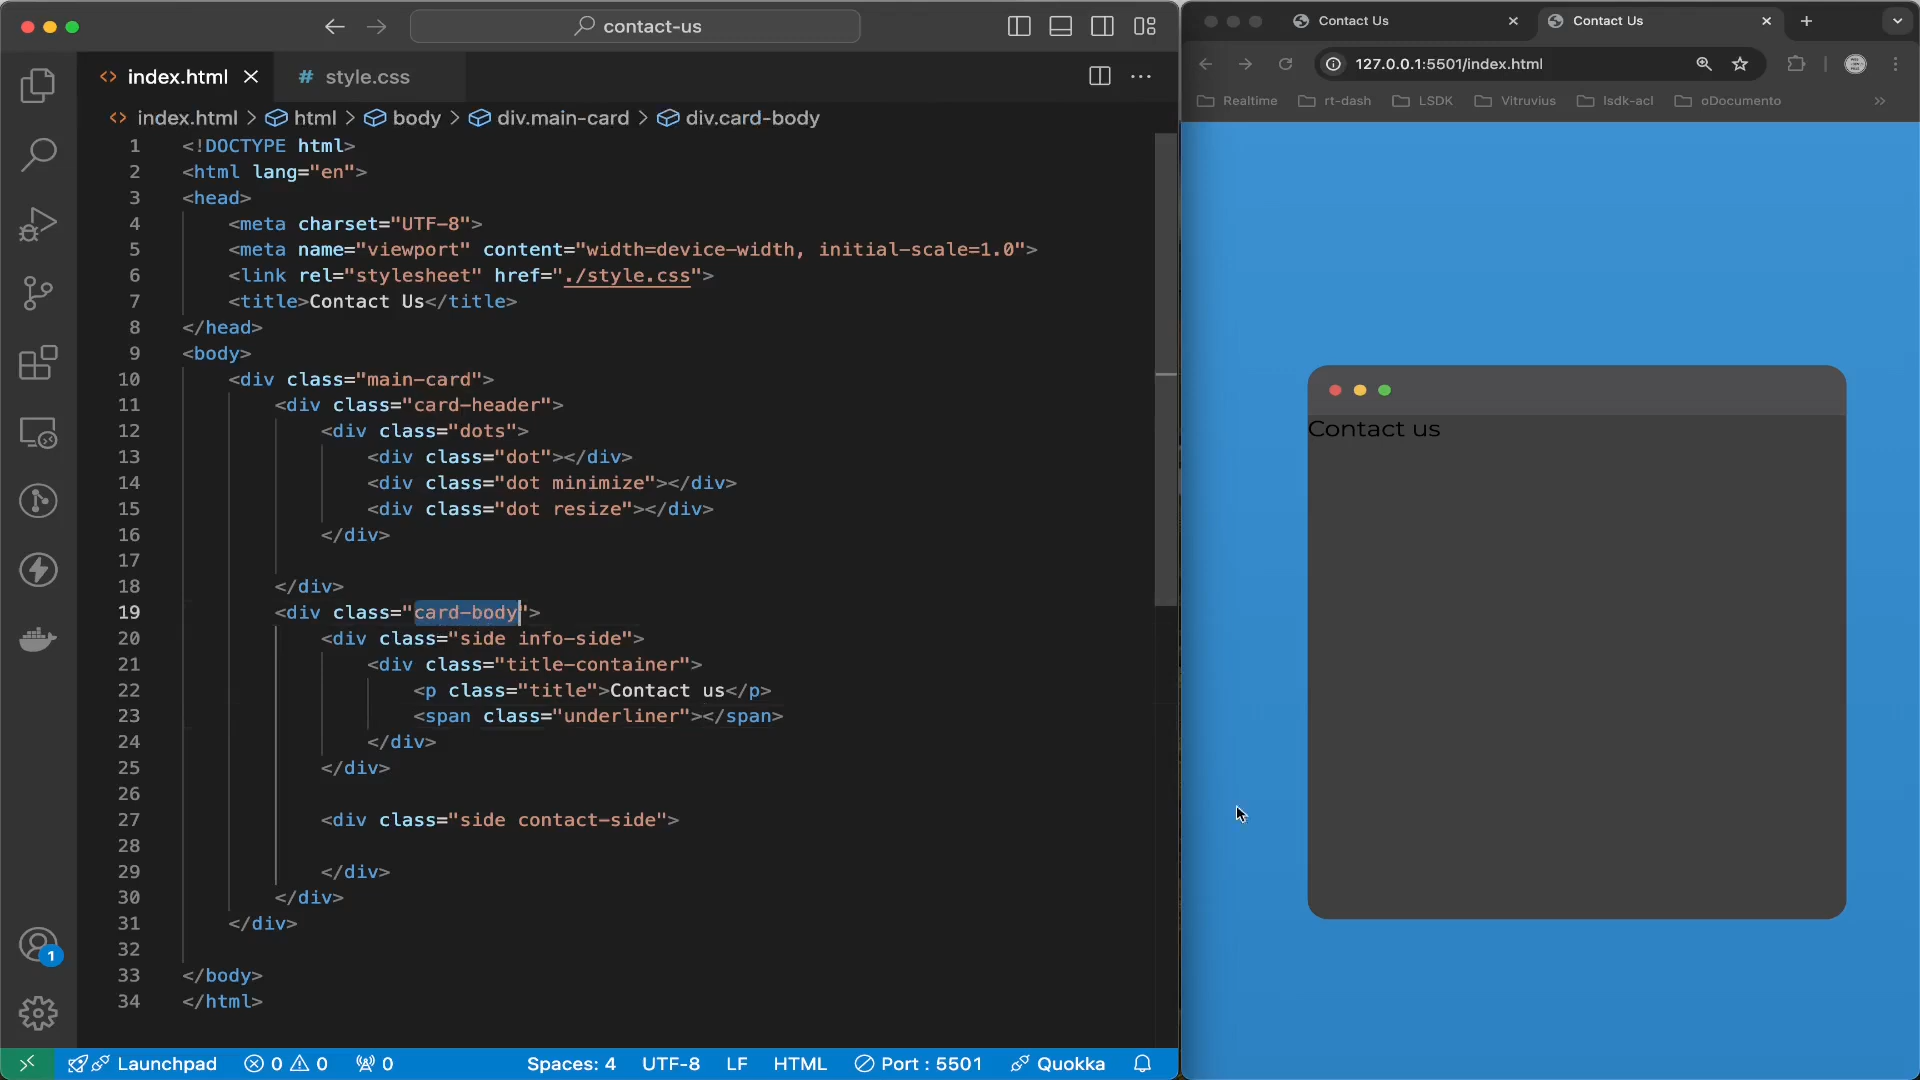 contact-us
index.html
# style.css
index.html > html > body > div.main-card > div.card-body
1 <!DOCTYPE html>
2 <html lang="en">
3 <head>
4 <meta charset="UTF-8">
5 <meta name="viewport" content="width=device-width, initial-scale=1.0">
6 <link rel="stylesheet" href="./style.css">
7 <title>Contact Us</title>
8 </head>
9 <body>
10 <div class="main-card">
11 <div class="card-header">
12 <div class="dots">
13 <div class="dot"></div>
14 <div class="dot minimize"></div>
15 <div class="dot resize"></div>
16 </div>
17
18 </div>
19 <div class="card-body">
20 <div class="side info-side">
21 <div class="title-container">
22 <p class="title">Contact us</p>
23 <span class="underliner"></span>
24 </div>
25 </div>
26
27 <div class="side contact-side">
28
29 </div>
30 </div>
31 </div>
32
33 </body>
34 </html>
1
Launchpad 0 0 0 Spaces: 4 UTF-8 LF HTML Port : 5501 Quokka
Contact Us Contact Us
127.0.0.1:5501/index.html
Realtime rt-dash LSDK Vitruvius lsdk-acl oDocumento
Contact us